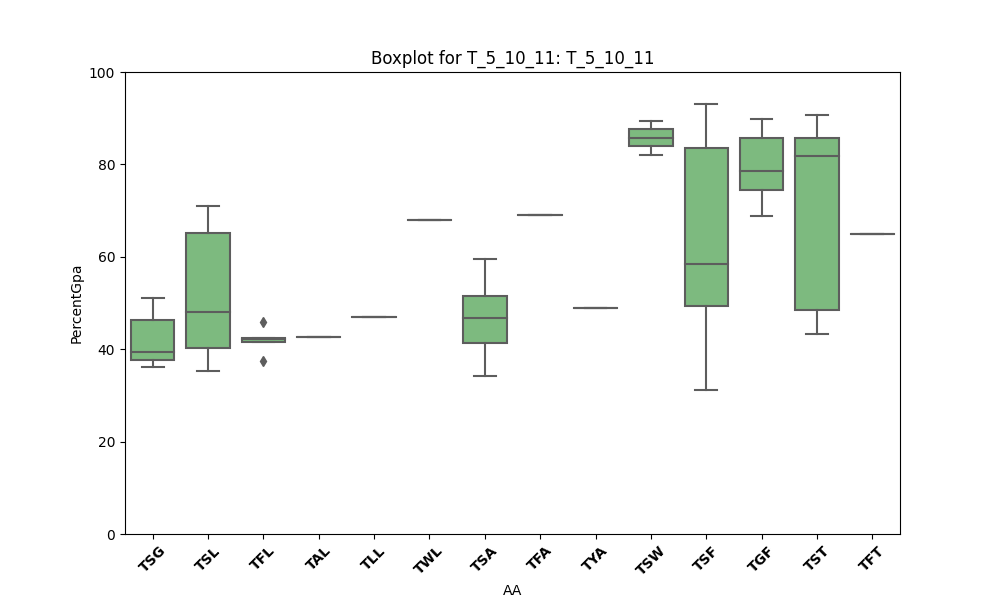 Boxplot for T_5_10_11: T_5_10_11
100
80
60
40
20
0
PercentGpa
TSG TSL TFL TAL TLL TWL TSA TFA TYA TSW TSF TGF TST TFT
AA